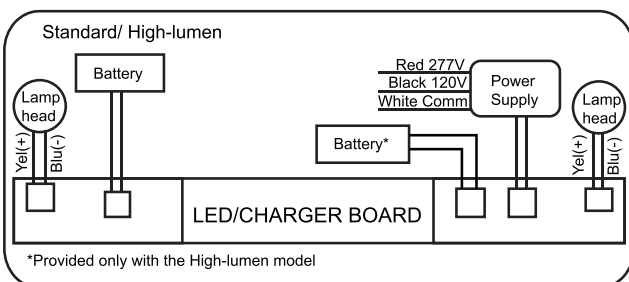 Standard/ High-lumen
Battery
Lamp
head
Yel(+)
Blu(-)
Red 277V
Black 120V
White Comm
Power
Supply
Battery*
Lamp
head
Yel(+)
Blu(-)
LED/CHARGER BOARD
*Provided only with the High-lumen model